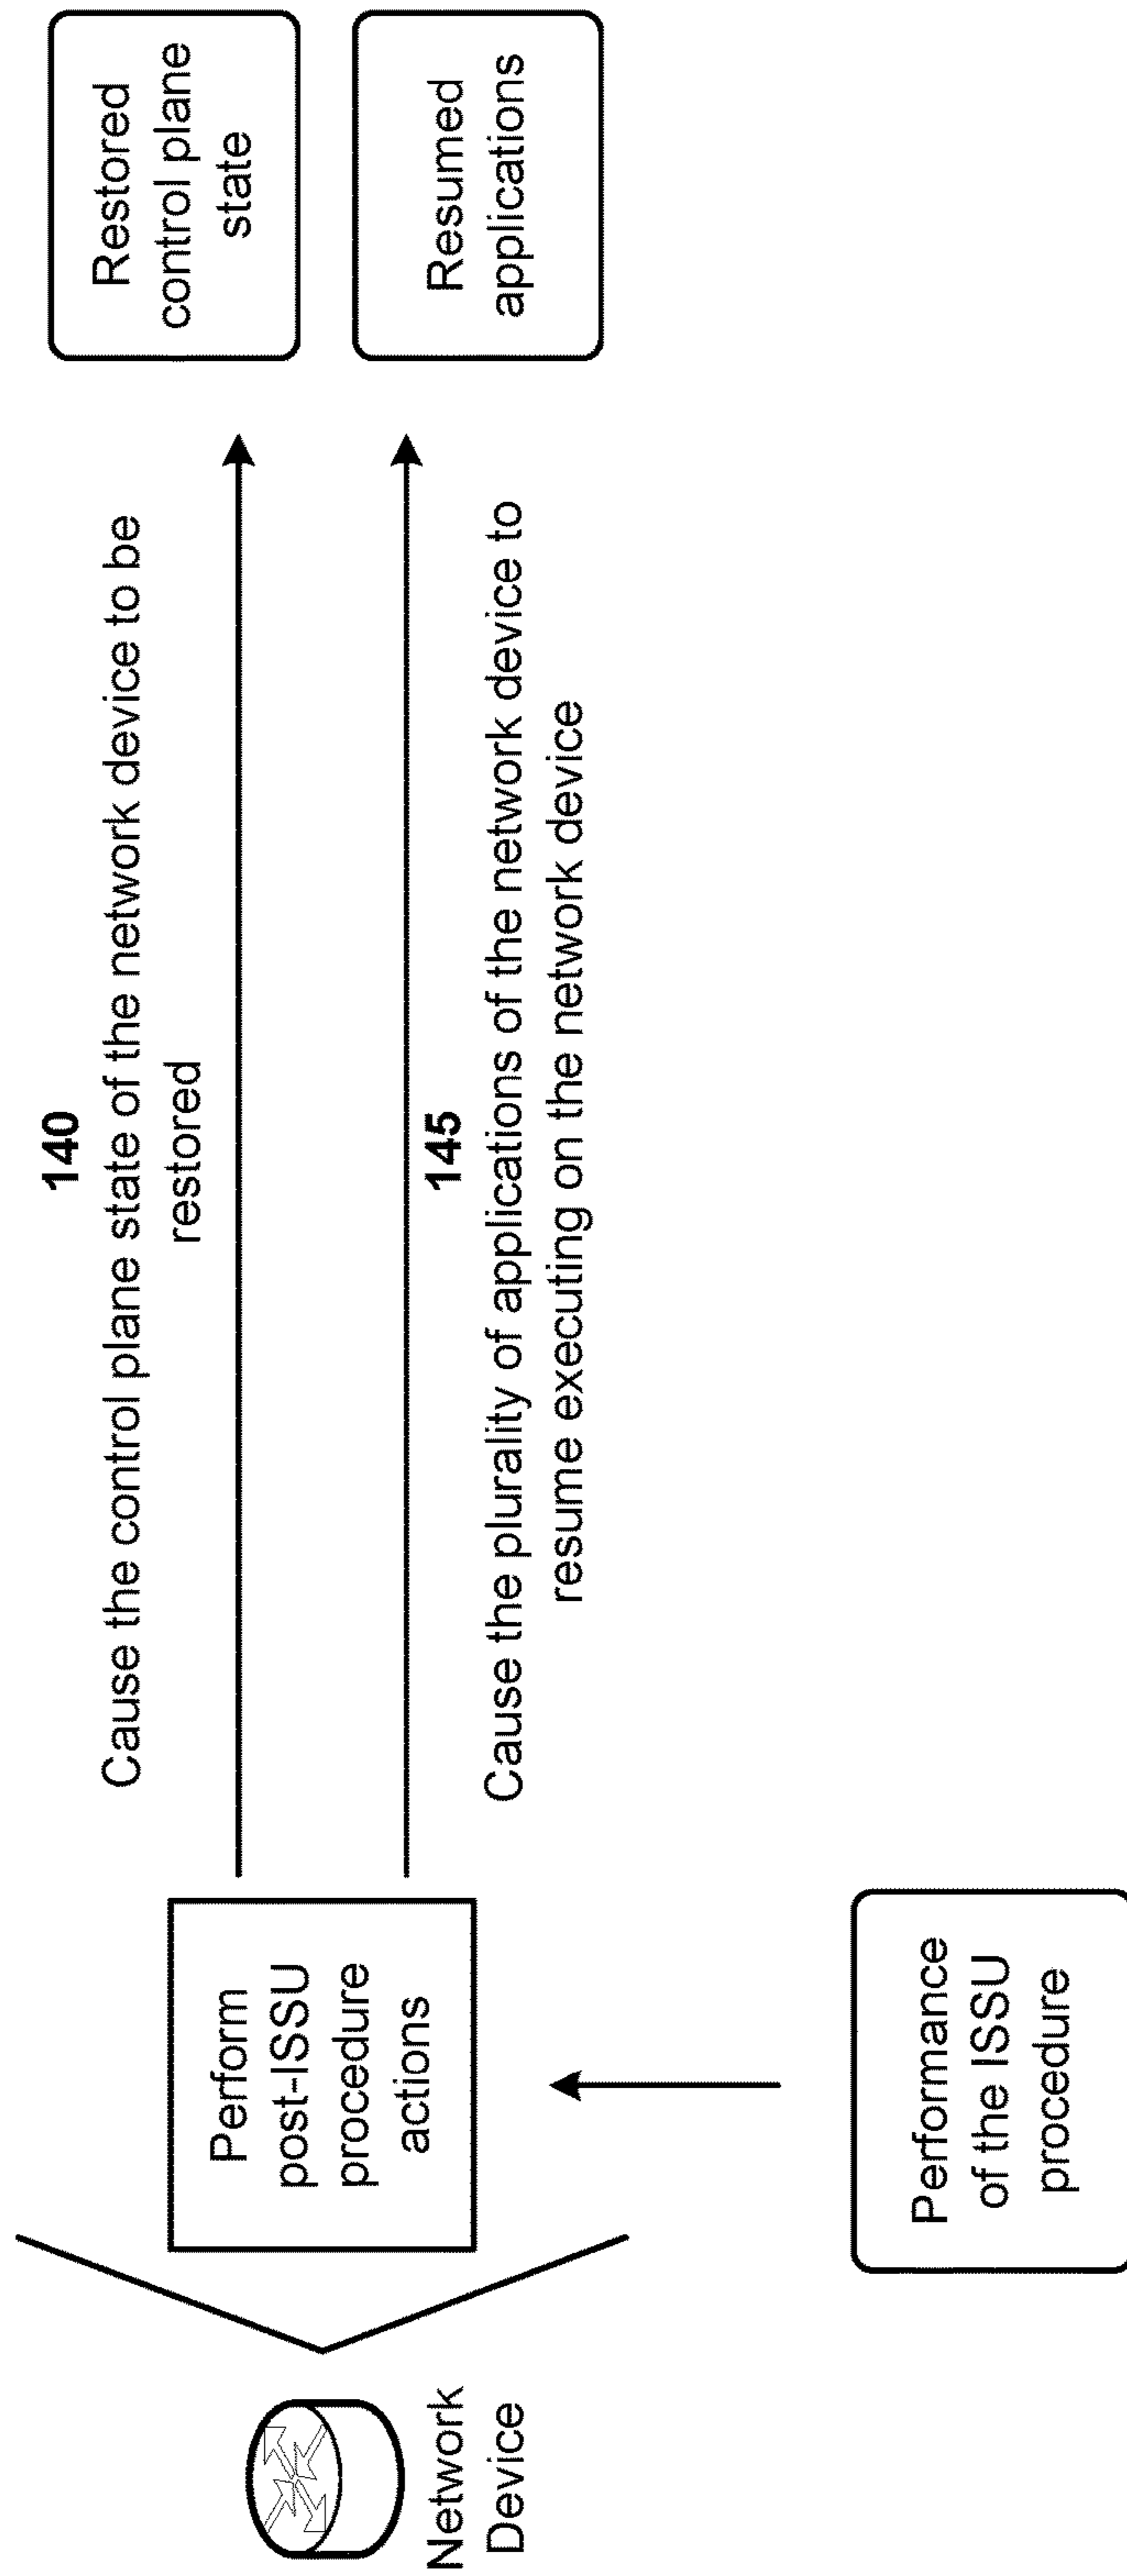 Network
Device
Perform
post-ISSU
procedure
actions
140
Cause the control plane state of the network device to be
restored
Restored
control plane
state
145
Cause the plurality of applications of the network device to
resume executing on the network device
Resumed
applications
Performance
of the ISSU
procedure